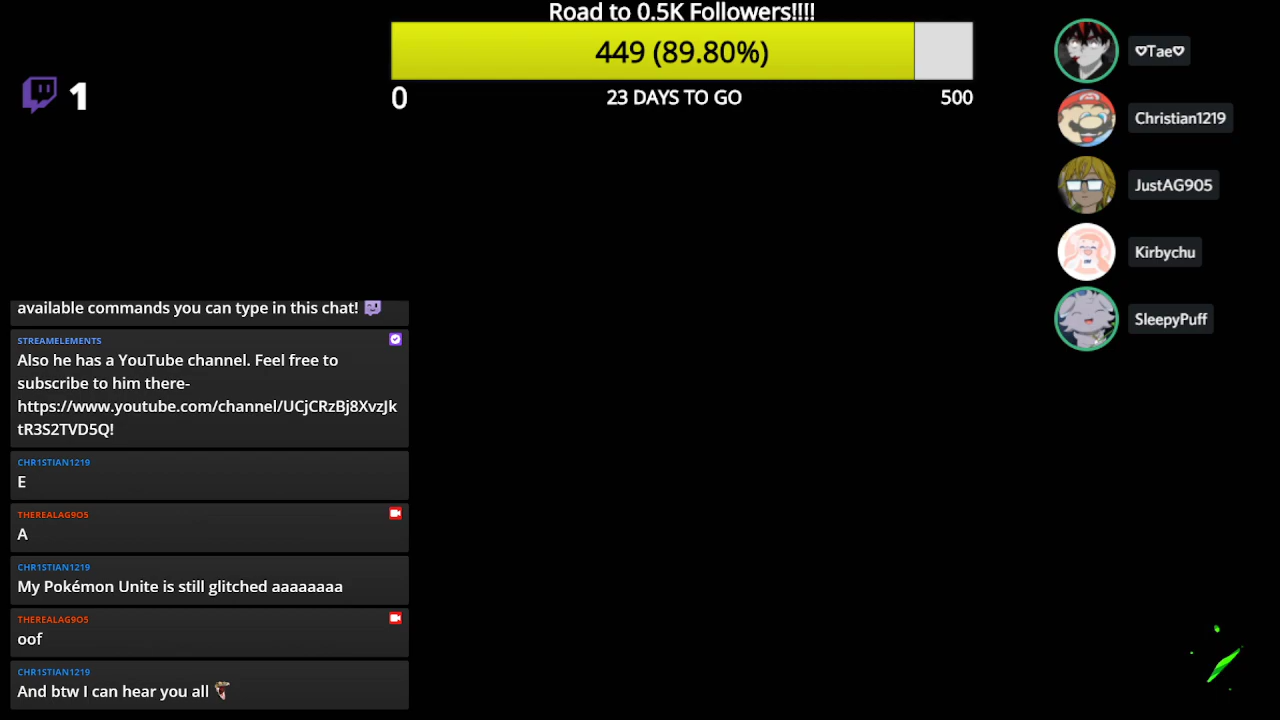 Road to 0.5K Followers!!!!
449 (89.80%)
0
23 DAYS TO GO
500
1
♡Tae♡
Christian1219
JustAG905
Kirbychu
SleepyPuff
available commands you can type in this chat!
STREAMELEMENTS
Also he has a YouTube channel. Feel free to
subscribe to him there-
https://www.youtube.com/channel/UCjCRzBj8XvzJk
tR3S2TVD5Q!
CHR1STIAN1219
E
THEREALAG9O5
A
CHR1STIAN1219
My Pokémon Unite is still glitched aaaaaaa
THEREALAG9O5
oof
CHR1STIAN1219
And btw I can hear you all